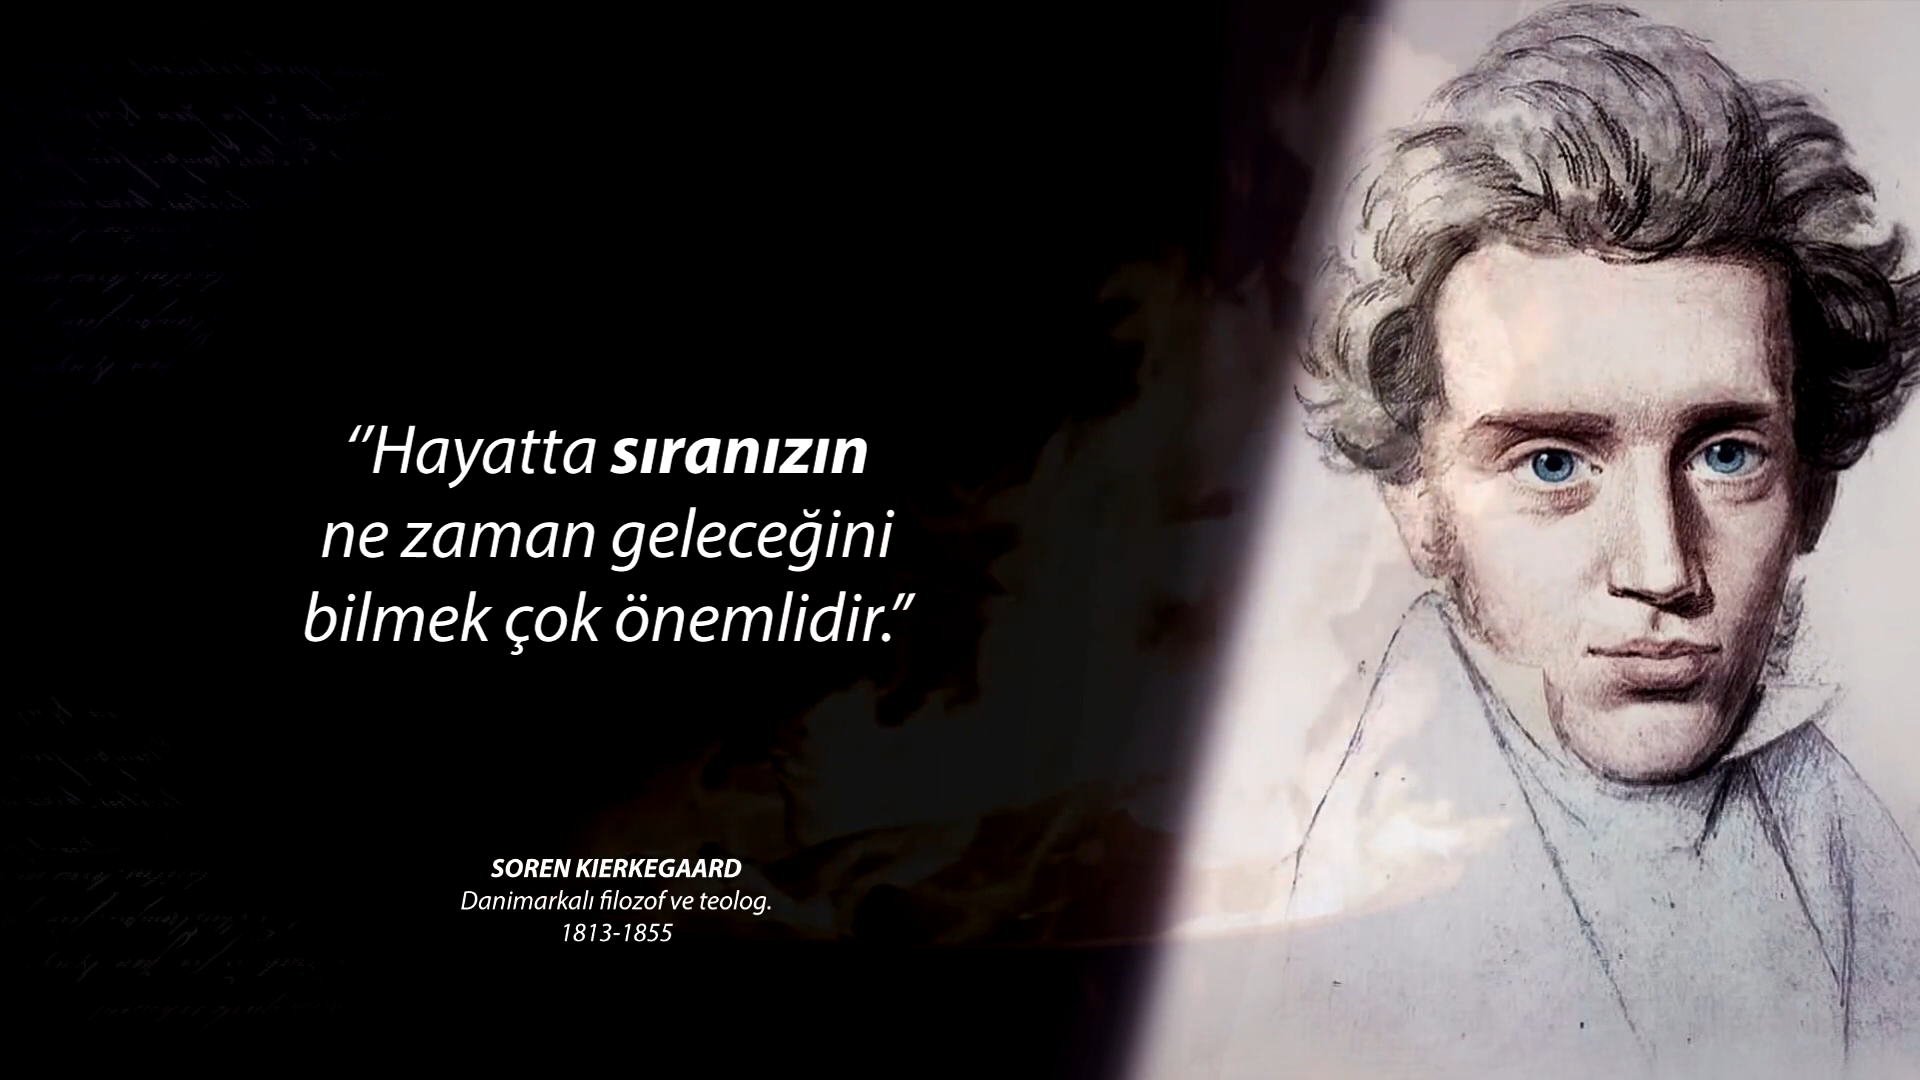 “Hayatta sıranızın
ne zaman geleceğini
bilmek çok önemlidir.”
SOREN KIERKEGAARD
Danimarkalı filozof ve teolog.
1813-1855